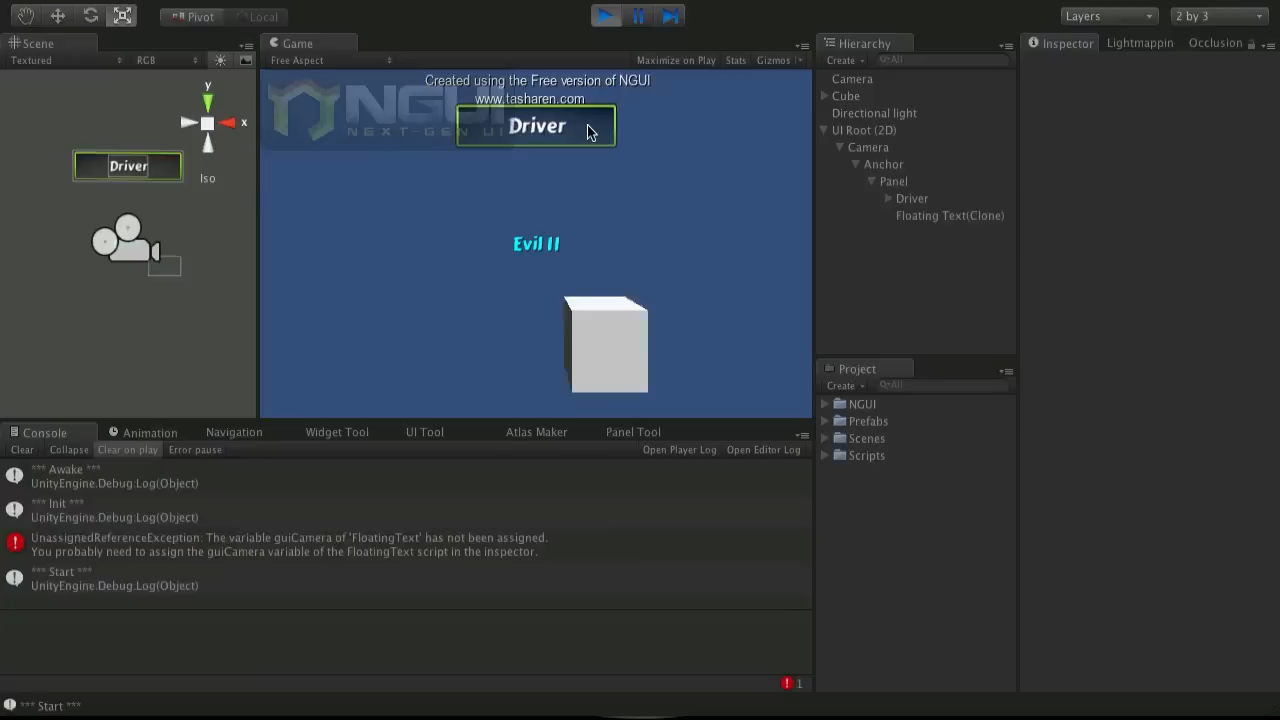 Pivot
Local
Layers
2 by 3
Scene
Game
Hierarchy
Inspector
Lightmappin
Occlusion
Textured
RGB
Free Aspect
Maximize on Play
Stats
Gizmos
Create
All
Created using the Free version of NGUI
www.tasharen.com
NGUI
NEXT-GEN UI
Driver
Camera
Cube
Directional light
UI Root (2D)
Camera
Anchor
Panel
Driver
Floating Text(Clone)
y
x
Iso
Driver
Evil II
Project
Create
All
NGUI
Prefabs
Scenes
Scripts
Console
Animation
Navigation
Widget Tool
UI Tool
Atlas Maker
Panel Tool
Clear
Collapse
Clear on play
Error pause
Open Player Log
Open Editor Log
*** Awake ***
UnityEngine.Debug:Log(Object)
*** Init ***
UnityEngine.Debug:Log(Object)
UnassignedReferenceException: The variable guiCamera of 'FloatingText' has not been assigned.
You probably need to assign the guiCamera variable of the FloatingText script in the inspector.
*** Start ***
UnityEngine.Debug:Log(Object)
1
*** Start ***